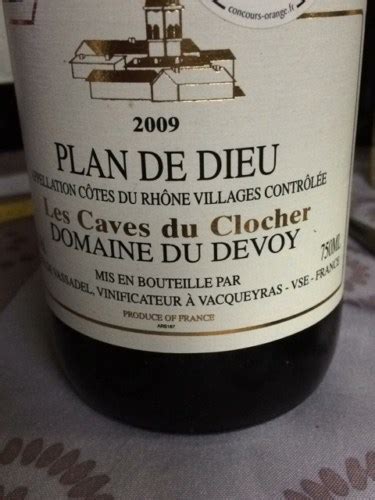 concours-orange.fr
2009
PLAN DE DIEU
APPELLATION CÔTES DU RHÔNE VILLAGES CONTRÔLÉE
Les Caves du Clocher
DOMAINE DU DEVOY
750ML
MIS EN BOUTEILLE PAR
VASSADEL, VINIFICATEUR À VACQUEYRAS - VSE - FRANCE
PRODUCE OF FRANCE